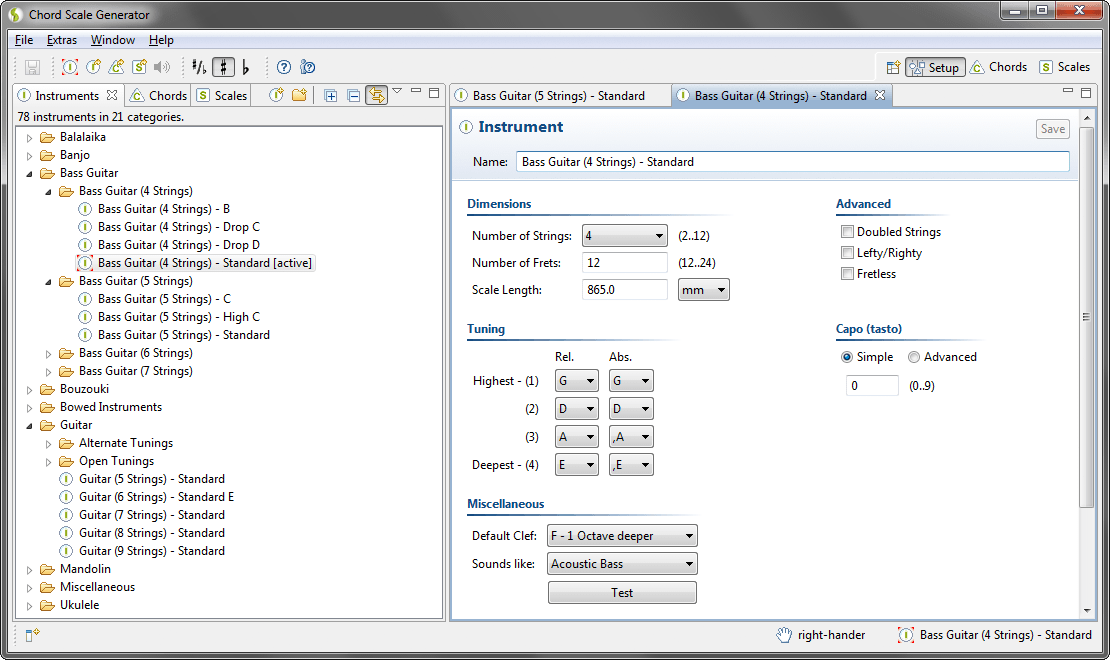 Chord Scale Generator
File Extras Window Help
Setup Chords Scales
Instruments Chords Scales
78 instruments in 21 categories.
Balalaika
Banjo
Bass Guitar
Bass Guitar (4 Strings)
Bass Guitar (4 Strings) - B
Bass Guitar (4 Strings) - Drop C
Bass Guitar (4 Strings) - Drop D
Bass Guitar (4 Strings) - Standard [active]
Bass Guitar (5 Strings)
Bass Guitar (5 Strings) - C
Bass Guitar (5 Strings) - High C
Bass Guitar (5 Strings) - Standard
Bass Guitar (6 Strings)
Bass Guitar (7 Strings)
Bouzouki
Bowed Instruments
Guitar
Alternate Tunings
Open Tunings
Guitar (5 Strings) - Standard
Guitar (6 Strings) - Standard E
Guitar (7 Strings) - Standard
Guitar (8 Strings) - Standard
Guitar (9 Strings) - Standard
Mandolin
Miscellaneous
Ukulele
Bass Guitar (5 Strings) - Standard Bass Guitar (4 Strings) - Standard
Instrument Save
Name: Bass Guitar (4 Strings) - Standard
Dimensions
Number of Strings: 4 (2..12)
Number of Frets: 12 (12..24)
Scale Length: 865.0 mm
Advanced
Doubled Strings
Lefty/Righty
Fretless
Tuning
Rel. Abs.
Highest - (1) G G
(2) D D
(3) A ,A
Deepest - (4) E ,E
Capo (tasto)
Simple Advanced
0 (0..9)
Miscellaneous
Default Clef: F - 1 Octave deeper
Sounds like: Acoustic Bass
Test
right-hander Bass Guitar (4 Strings) - Standard